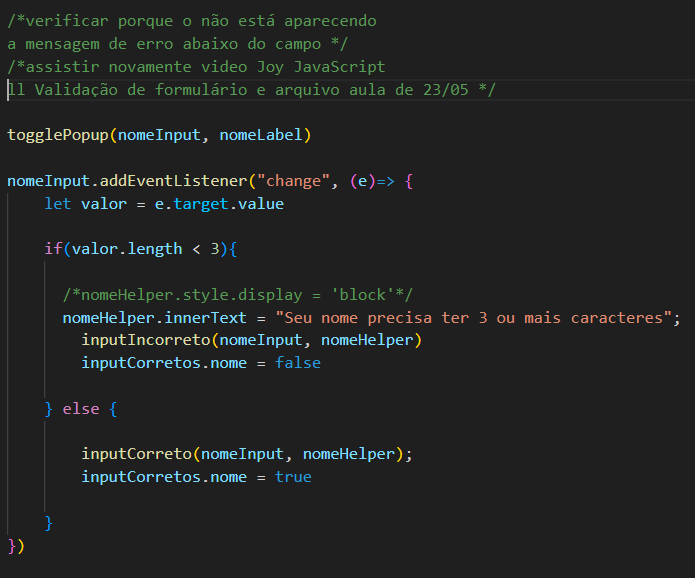 /*verificar porque o não está aparecendo
a mensagem de erro abaixo do campo */
/*assistir novamente video Joy JavaScript
ll Validação de formulário e arquivo aula de 23/05 */
togglePopup(nomeInput, nomeLabel)
nomeInput.addEventListener("change", (e)=> {
let valor = e.target.value
if(valor.length < 3){
/*nomeHelper.style.display = 'block'*/
nomeHelper.innerText = "Seu nome precisa ter 3 ou mais caracteres";
inputIncorreto(nomeInput, nomeHelper)
inputCorretos.nome = false
} else {
inputCorreto(nomeInput, nomeHelper);
inputCorretos.nome = true
}
})